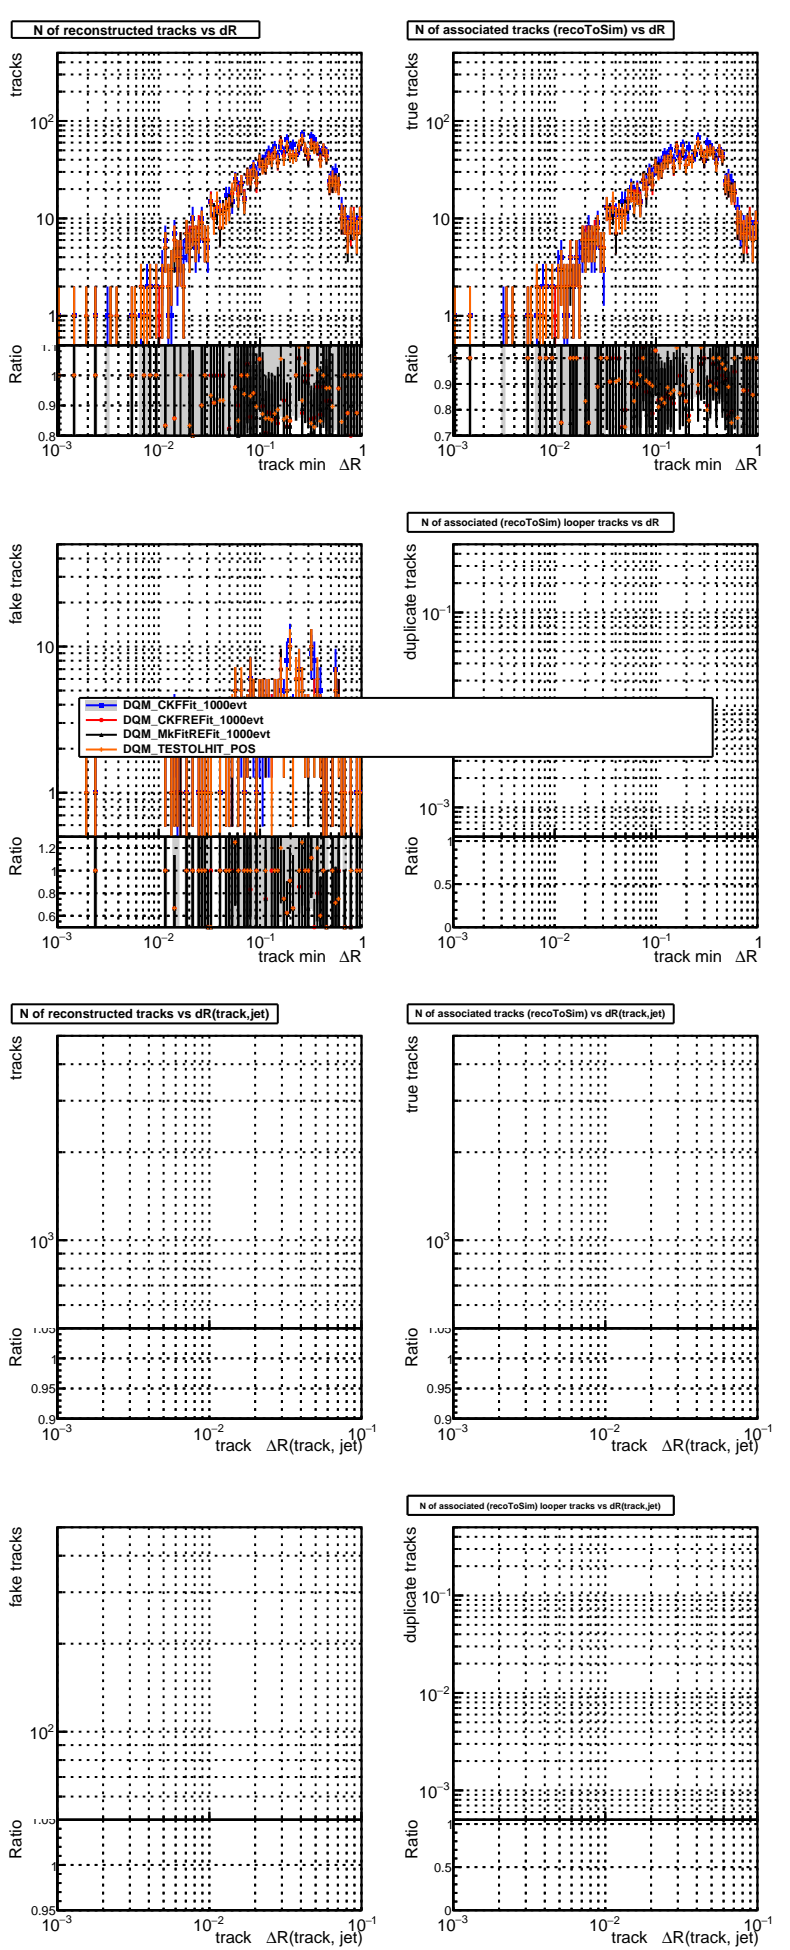 N of reconstructed tracks vs dR
tracks
10²
10
1
Ratio
1.1
1
0.9
0.8
10⁻³ 10⁻² 10⁻¹ 1
track min ΔR
N of associated tracks (recoToSim) vs dR
true tracks
10²
10
1
Ratio
1
0.9
0.8
0.7
10⁻³ 10⁻² 10⁻¹ 1
track min ΔR
fake tracks
10
1
Ratio
1.2
1
0.8
0.6
10⁻³ 10⁻² 10⁻¹ 1
track min ΔR
N of associated (recoToSim) looper tracks vs dR
duplicate tracks
10⁻¹
10⁻³
Ratio
1
0.5
0
10⁻³ 10⁻² 10⁻¹ 1
track min ΔR
DQM_CKFFit_1000evt
DQM_CKFREFit_1000evt
DQM_MkFitREFit_1000evt
DQM_TESTOLHIT_POS
N of reconstructed tracks vs dR(track,jet)
tracks
10³
Ratio
1.05
1
0.95
0.9
10⁻³ 10⁻² 10⁻¹
track ΔR(track, jet)
N of associated tracks (recoToSim) vs dR(track,jet)
true tracks
10³
Ratio
1.05
1
0.95
0.9
10⁻³ 10⁻² 10⁻¹
track ΔR(track, jet)
fake tracks
10²
Ratio
1.05
1
0.95
10⁻³ 10⁻² 10⁻¹
track ΔR(track, jet)
N of associated (recoToSim) looper tracks vs dR(track,jet)
duplicate tracks
10⁻¹
10⁻²
10⁻³
Ratio
1
0.5
0
10⁻³ 10⁻² 10⁻¹
track ΔR(track, jet)